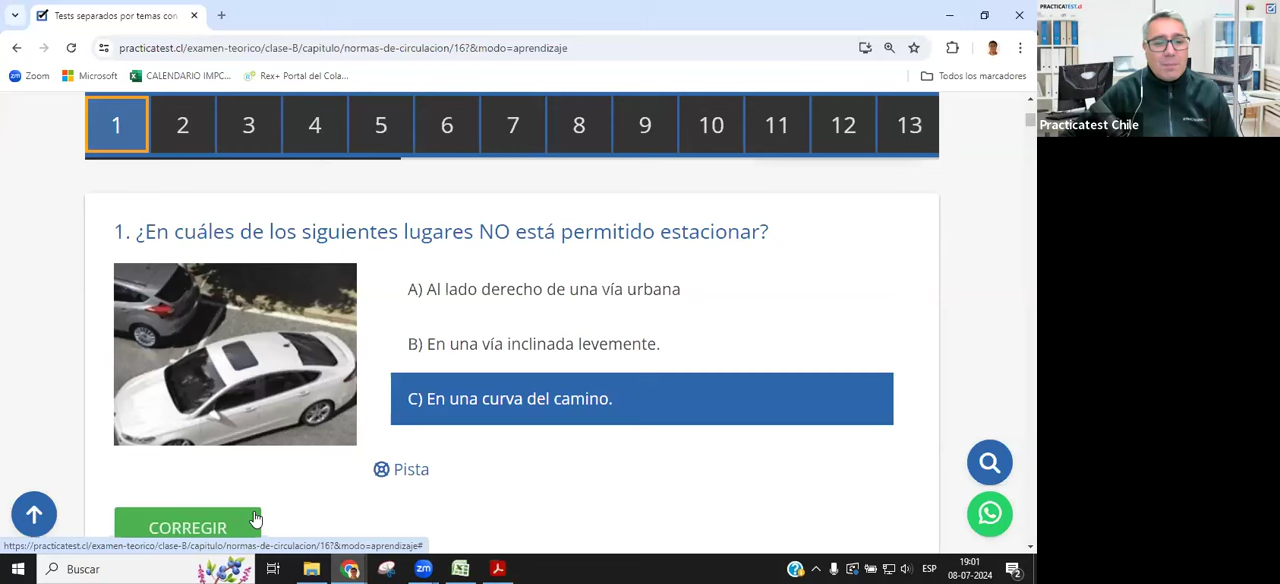 Tests separados por temas con
practicatest.cl/examen-teorico/clase-B/capitulo/normas-de-circulacion/16?&modo=aprendizaje
Zoom
Microsoft
CALENDARIO IMPC...
Rex+ Portal del Cola...
Todos los marcadores
PRACTICATEST.cl
Practicatest Chile
1 2 3 4 5 6 7 8 9 10 11 12 13
1. ¿En cuáles de los siguientes lugares NO está permitido estacionar?
A) Al lado derecho de una vía urbana
B) En una vía inclinada levemente.
C) En una curva del camino.
Pista
CORREGIR
https://practicatest.cl/examen-teorico/clase-B/capitulo/normas-de-circulacion/16?&modo=aprendizaje#
zm
Buscar
ESP
19:01
08-07-2024
2